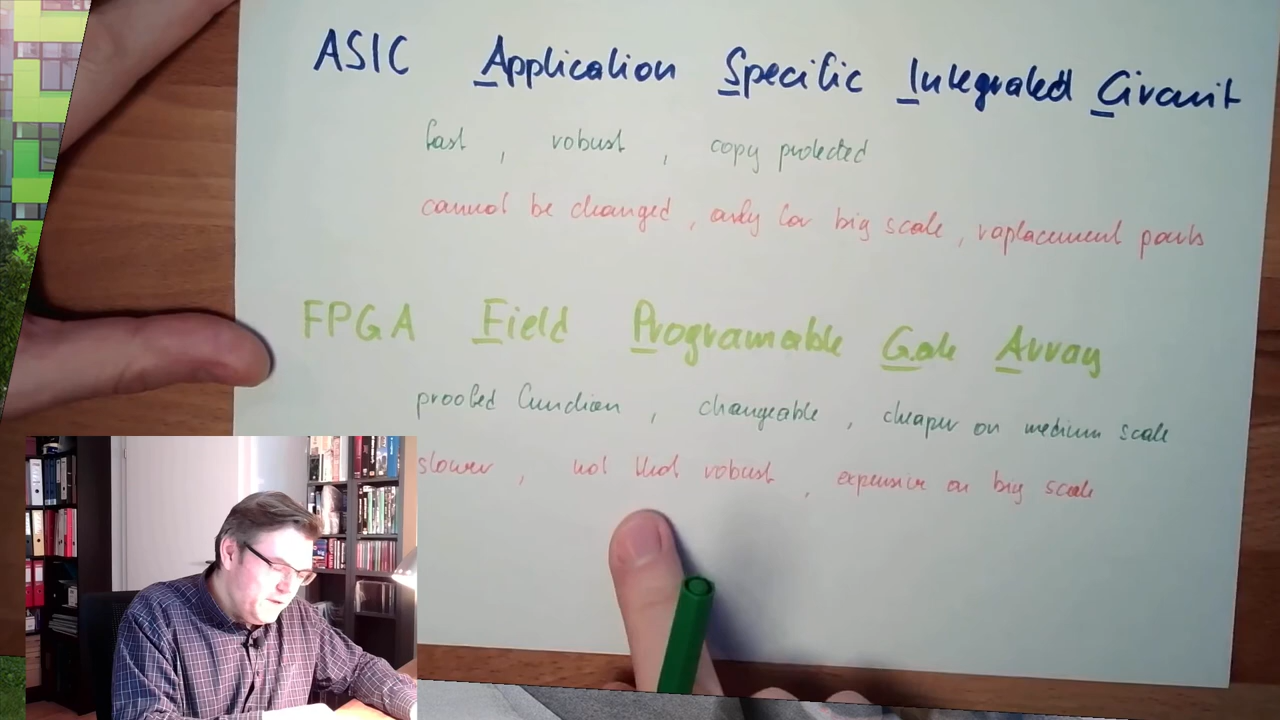 ASIC Application Specific Integrated Circuit
fast , robust , copy protected
cannot be changed , only for big scale , raplacement parts
FPGA Field Programable Gate Array
proofed function , changeable , cheaper on medium scale
slower , not that robust , expensive on big scale